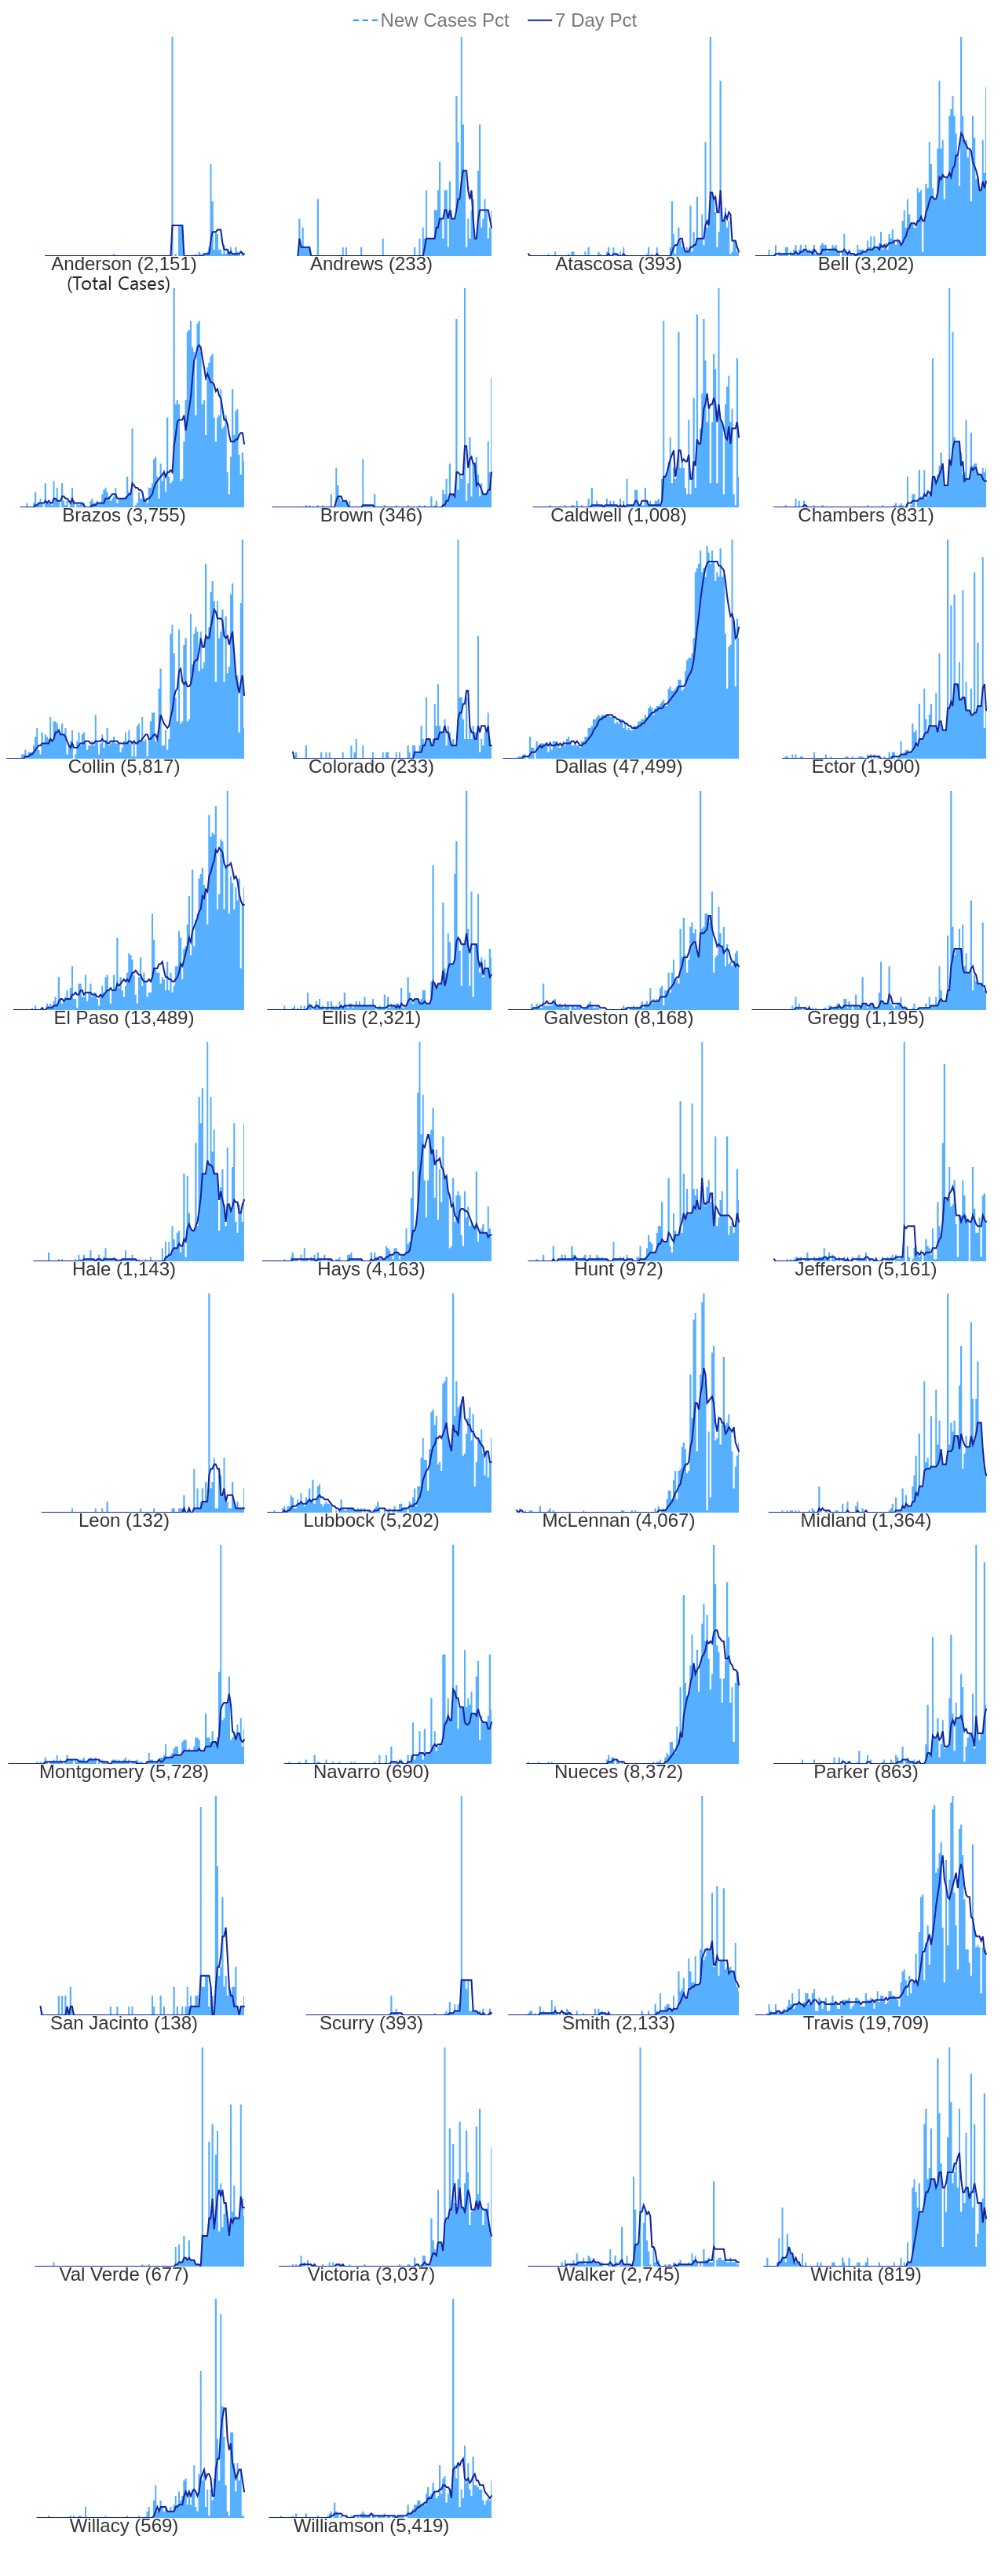 New Cases Pct 7 Day Pct
Anderson (2,151) Andrews (233) Atascosa (393) Bell (3,202)
(Total Cases)
Brazos (3,755) Brown (346) Caldwell (1,008) Chambers (831)
Collin (5,817) Colorado (233) Dallas (47,499) Ector (1,900)
El Paso (13,489) Ellis (2,321) Galveston (8,168) Gregg (1,195)
Hale (1,143) Hays (4,163) Hunt (972) Jefferson (5,161)
Leon (132) Lubbock (5,202) McLennan (4,067) Midland (1,364)
Montgomery (5,728) Navarro (690) Nueces (8,372) Parker (863)
San Jacinto (138) Scurry (393) Smith (2,133) Travis (19,709)
Val Verde (677) Victoria (3,037) Walker (2,745) Wichita (819)
Willacy (569) Williamson (5,419)